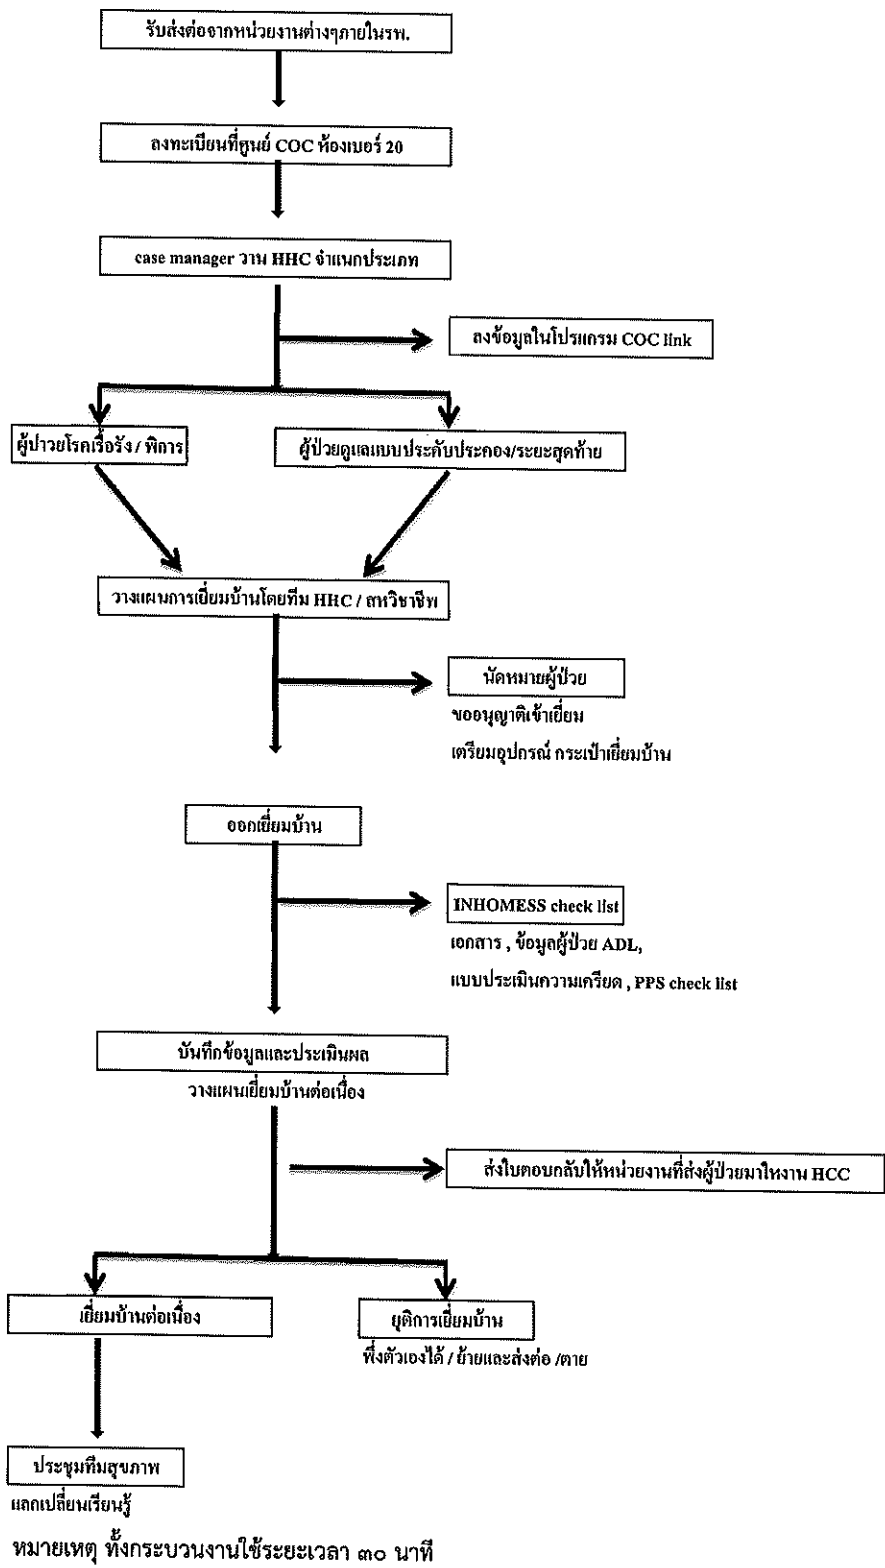 รับส่งต่อจากหน่วยงานต่างๆภายในรพ.
ลงทะเบียนที่ศูนย์ COC ห้องเบอร์ 20
case manager วาน HHC จำแนกประเภท
ลงข้อมูลในโปรแกรม COC link
ผู้ป่าวยโรคเรื้อรัง / พิการ
ผู้ป่วยดูแลแบบประคับประคอง/ระยะสุดท้าย
วางแผนการเยี่ยมบ้านโดยทีม HHC / สหวิชาชีพ
นัดหมายผู้ป่วย
ขออนุญาติเข้าเยี่ยม
เตรียมอุปกรณ์ กระเป๋าเยี่ยมบ้าน
ออกเยี่ยมบ้าน
INHOMESS check list
เอกสาร , ข้อมูลผู้ป่วย ADL,
แบบประเมินความเครียด , PPS check list
บันทึกข้อมูลและประเมินผล
วางแผนเยี่ยมบ้านต่อเนื่อง
ส่งใบตอบกลับให้หน่วยงานที่ส่งผู้ป่วยมาให้งาน HCC
เยี่ยมบ้านต่อเนื่อง
ยุติการเยี่ยมบ้าน
พึ่งตัวเองได้ / ย้ายและส่งต่อ /ตาย
ประชุมทีมสุขภาพ
แลกเปลี่ยนเรียนรู้
หมายเหตุ ทั้งกระบวนงานใช้ระยะเวลา ๓๐ นาที